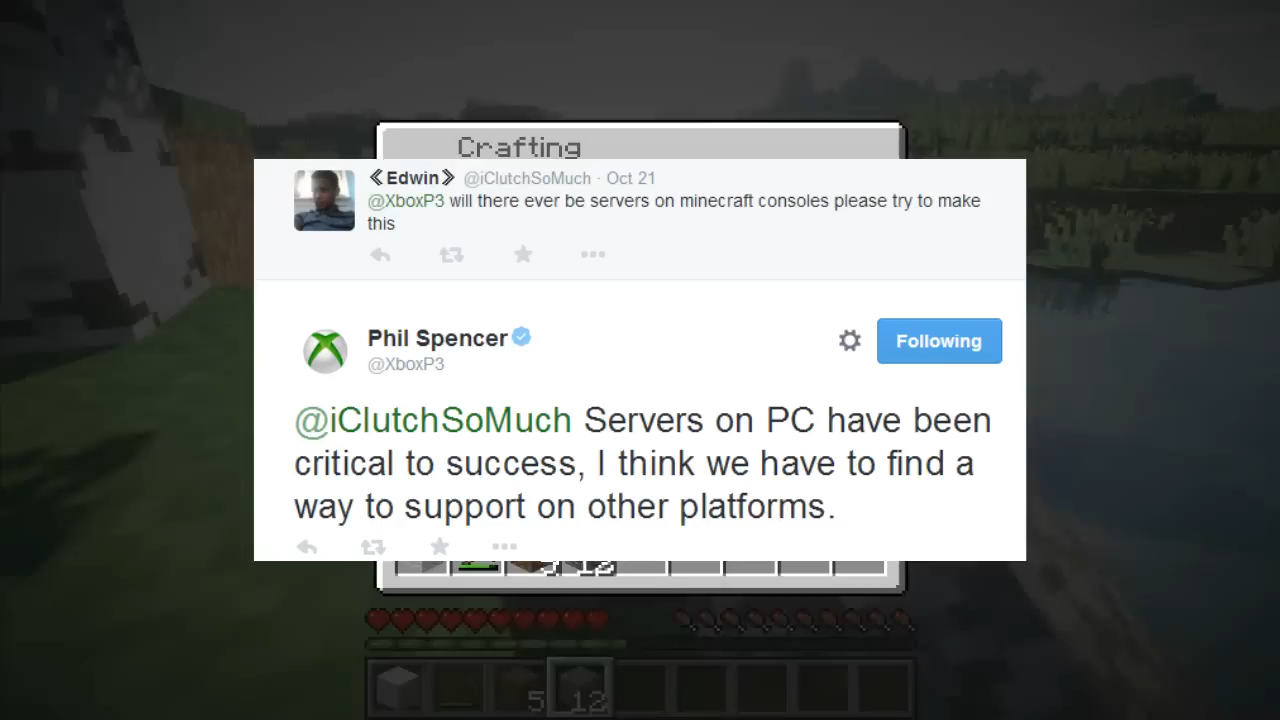 Crafting
《Edwin》 @iClutchSoMuch · Oct 21
@XboxP3 will there ever be servers on minecraft consoles please try to make
this
Phil Spencer
@XboxP3
Following
@iClutchSoMuch Servers on PC have been
critical to success, I think we have to find a
way to support on other platforms.
12
5 12